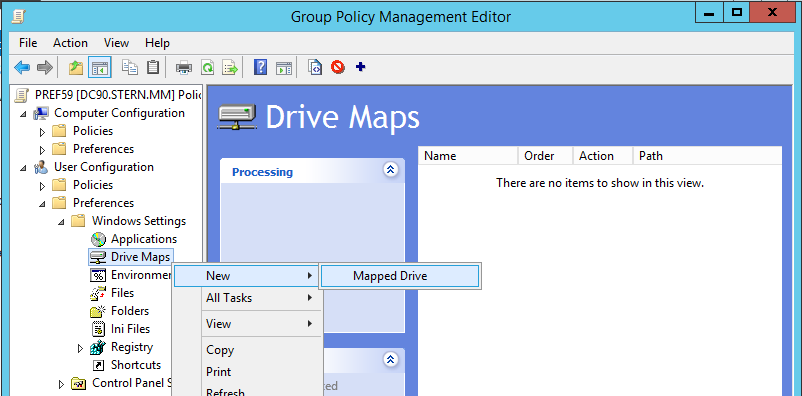 Group Policy Management Editor
File Action View Help
PREF59 [DC90.STERN.MM] Polic
Computer Configuration
Policies
Preferences
User Configuration
Policies
Preferences
Windows Settings
Applications
Drive Maps
Environmer
Files
Folders
Ini Files
Registry
Shortcuts
Control Panel S
New
All Tasks
View
Copy
Print
Refresh
Mapped Drive
Drive Maps
Processing
Name Order Action Path
There are no items to show in this view.